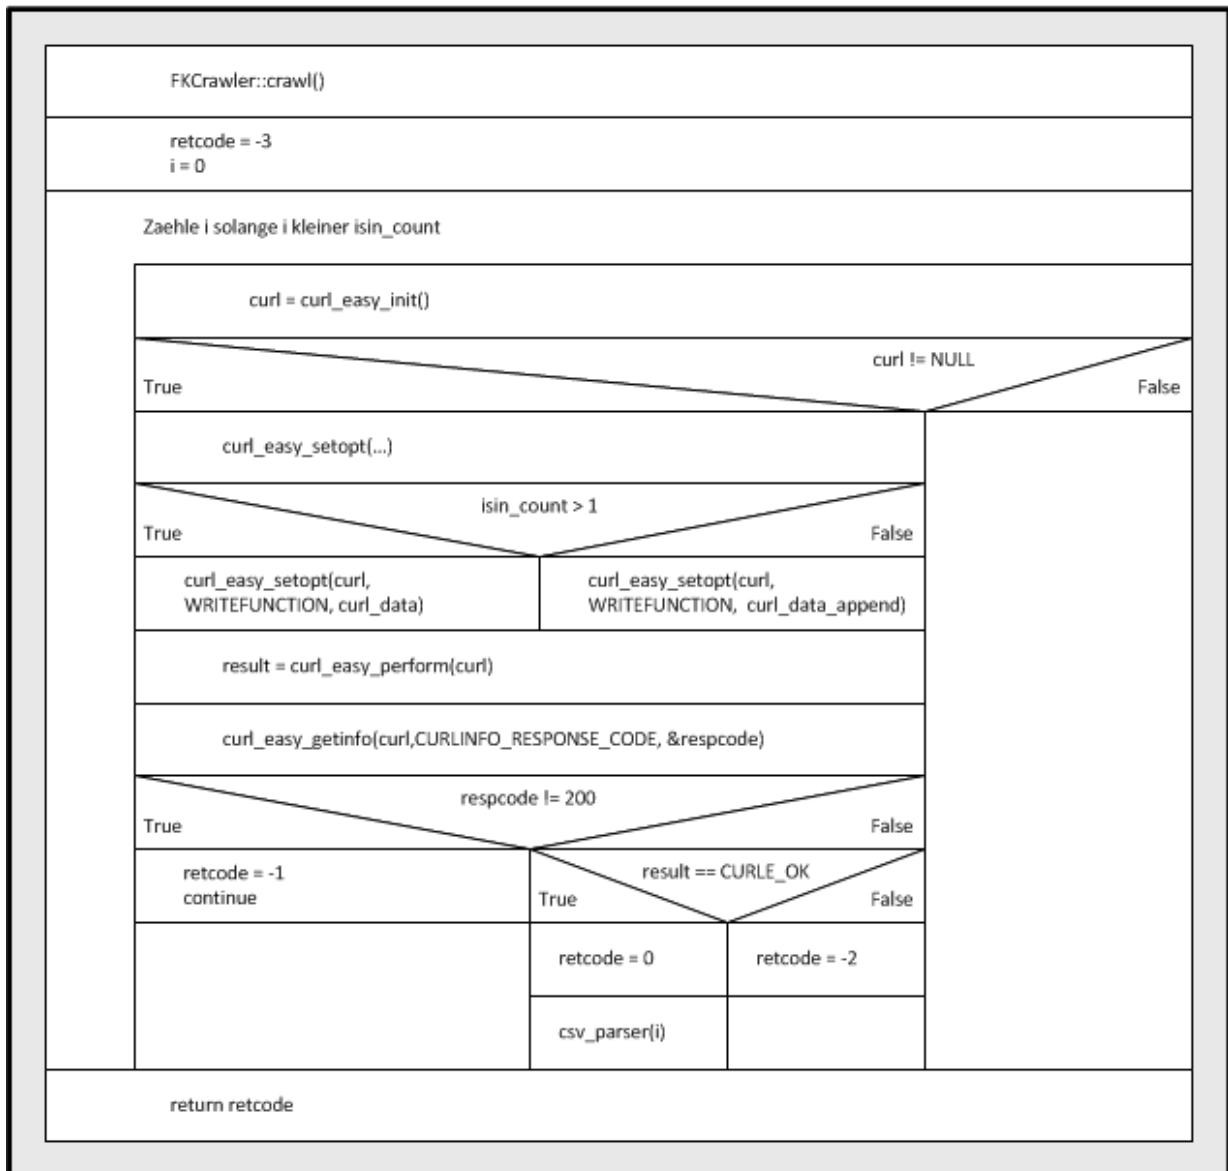 FKCrawler::crawl()
retcode = -3
i = 0
Zaehle i solange i kleiner isin_count
curl = curl_easy_init()
curl != NULL
True
False
curl_easy_setopt(...)
isin_count > 1
True
False
curl_easy_setopt(curl,
WRITEFUNCTION, curl_data)
curl_easy_setopt(curl,
WRITEFUNCTION, curl_data_append)
result = curl_easy_perform(curl)
curl_easy_getinfo(curl,CURLINFO_RESPONSE_CODE, &respcode)
respcode != 200
True
False
retcode = -1
continue
result == CURLE_OK
True
False
retcode = 0
retcode = -2
csv_parser(i)
return retcode